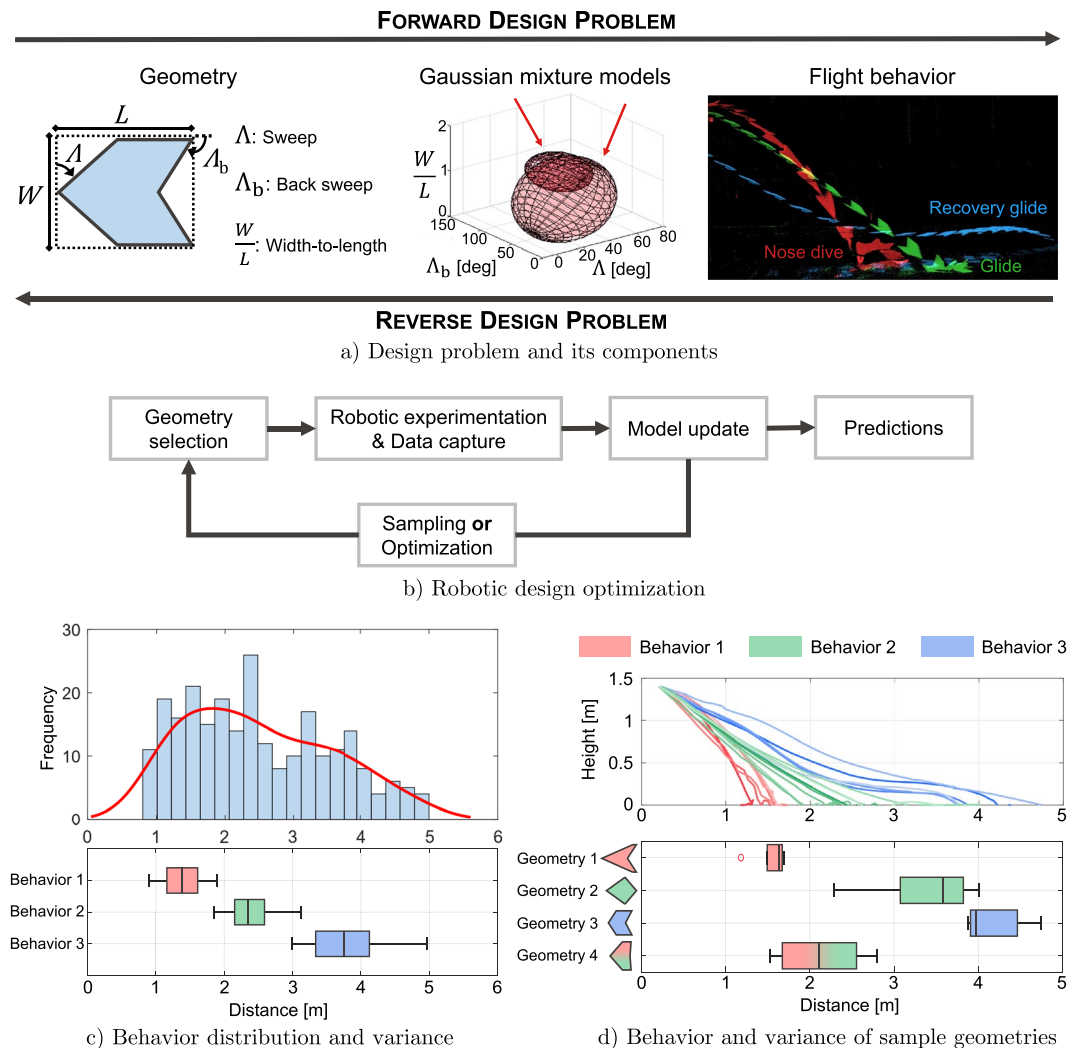 FORWARD DESIGN PROBLEM
Geometry
Gaussian mixture models
Flight behavior
L
W
Λ
Λb
Λ: Sweep
Λb: Back sweep
W/L: Width-to-length
W/L
2
1
0
150
100
50
0
Λb [deg]
0
20
40
60
80
Λ [deg]
Recovery glide
Nose dive
Glide
REVERSE DESIGN PROBLEM
a) Design problem and its components
Geometry selection
Robotic experimentation & Data capture
Model update
Predictions
Sampling or Optimization
b) Robotic design optimization
30
20
10
0
Frequency
0 1 2 3 4 5 6
Behavior 1
Behavior 2
Behavior 3
0 1 2 3 4 5 6
Distance [m]
c) Behavior distribution and variance
Behavior 1 Behavior 2 Behavior 3
1.5
1
0.5
0
Height [m]
0 1 2 3 4 5
Geometry 1
Geometry 2
Geometry 3
Geometry 4
0 1 2 3 4 5
Distance [m]
d) Behavior and variance of sample geometries